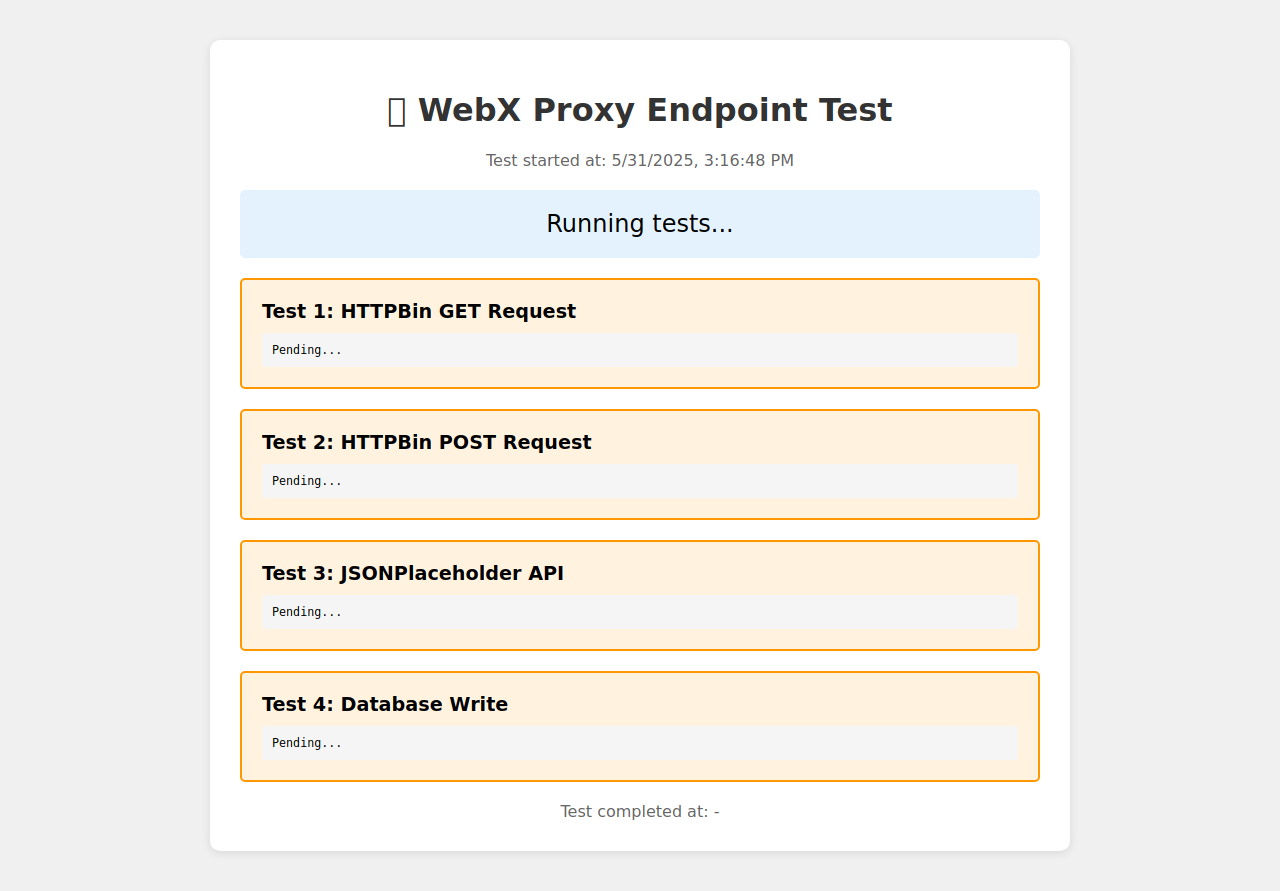 WebX Proxy Endpoint Test
Test started at: 5/31/2025, 3:16:48 PM
Running tests...
Test 1: HTTPBin GET Request
Pending...
Test 2: HTTPBin POST Request
Pending...
Test 3: JSONPlaceholder API
Pending...
Test 4: Database Write
Pending...
Test completed at: -